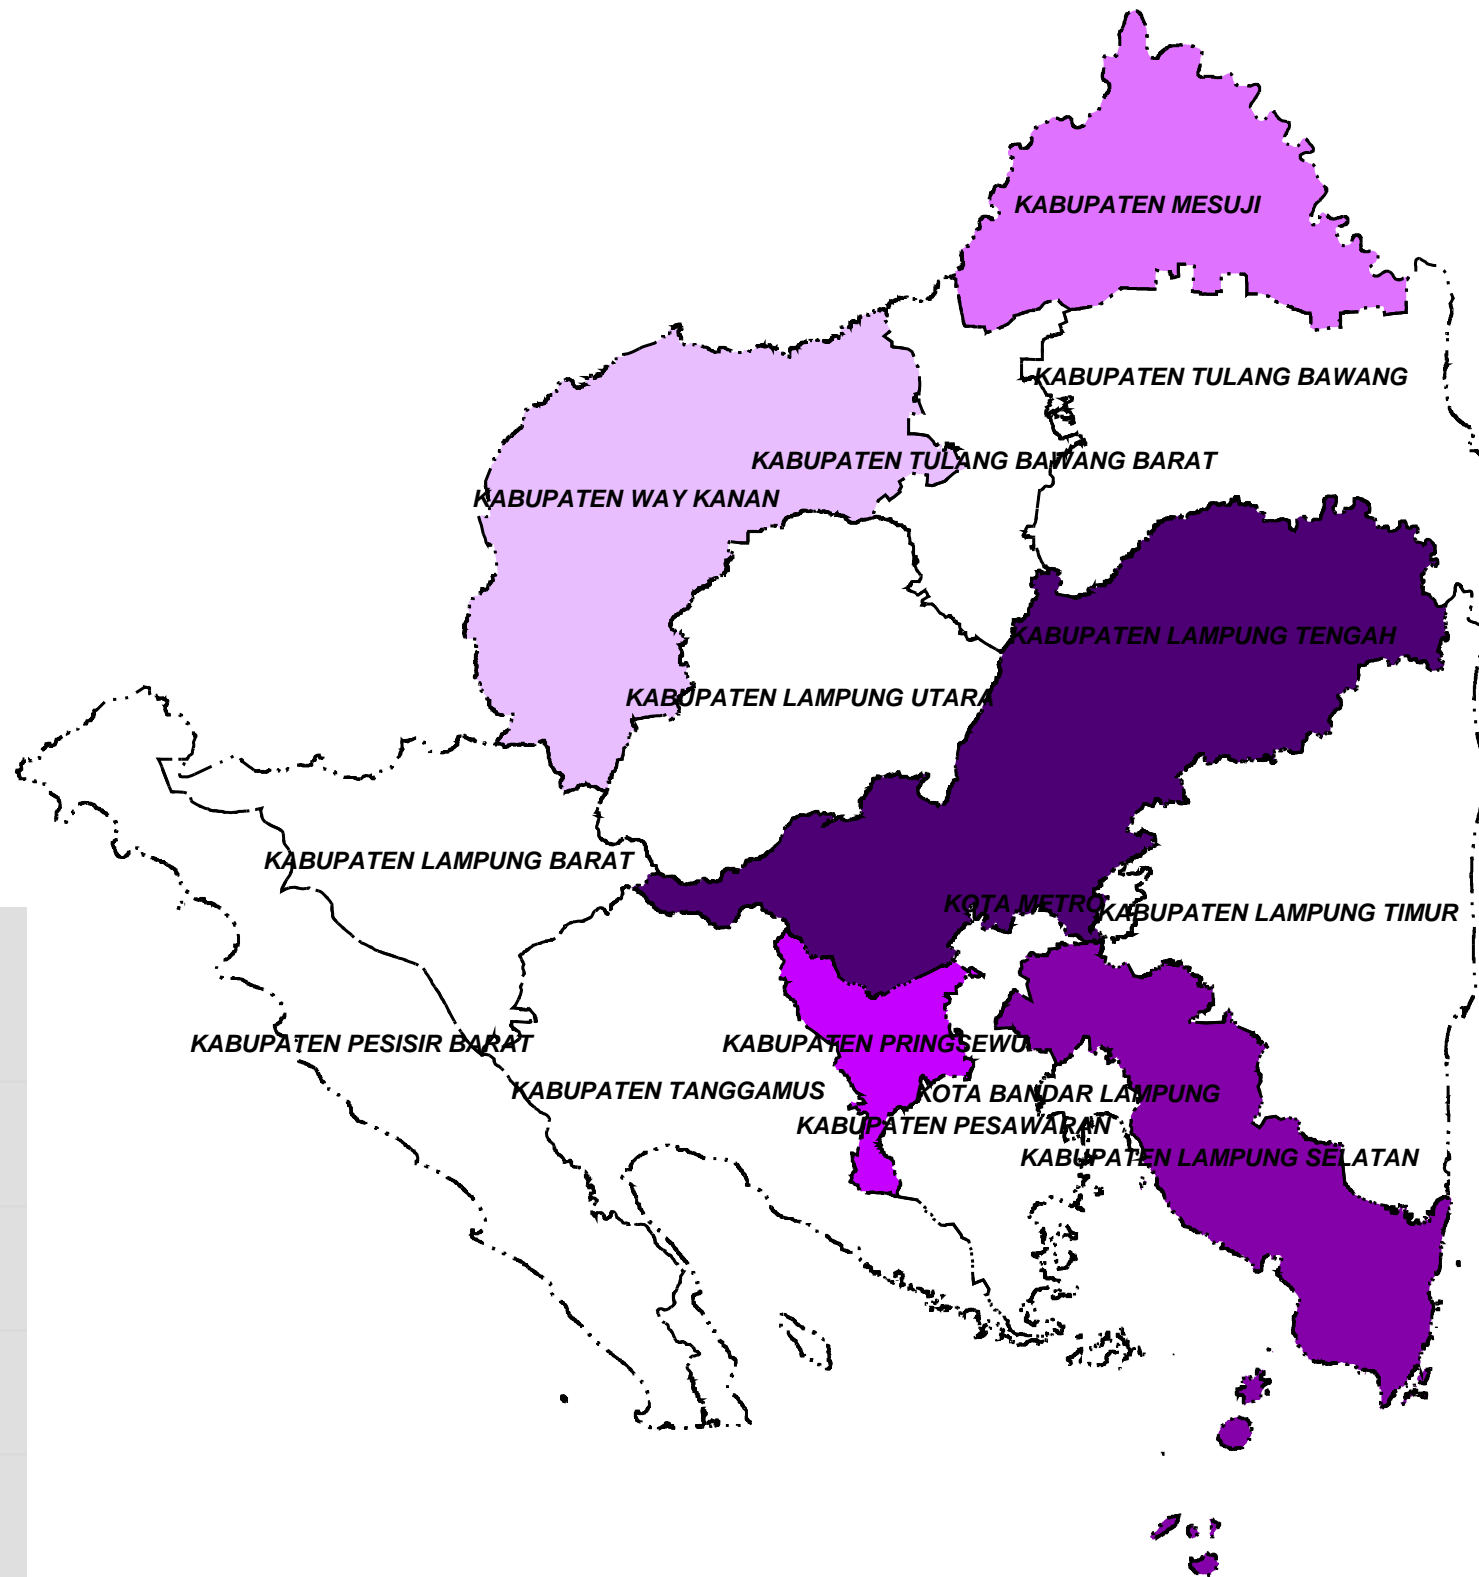 KABUPATEN MESUJI
KABUPATEN TULANG BAWANG
KABUPATEN TULANG BAWANG BARAT
KABUPATEN WAY KANAN
KABUPATEN LAMPUNG TENGAH
KABUPATEN LAMPUNG UTARA
KABUPATEN LAMPUNG BARAT
KOTA METRO
KABUPATEN LAMPUNG TIMUR
KABUPATEN PESISIR BARAT
KABUPATEN PRINGSEWU
KABUPATEN TANGGAMUS
KOTA BANDAR LAMPUNG
KABUPATEN PESAWARAN
KABUPATEN LAMPUNG SELATAN